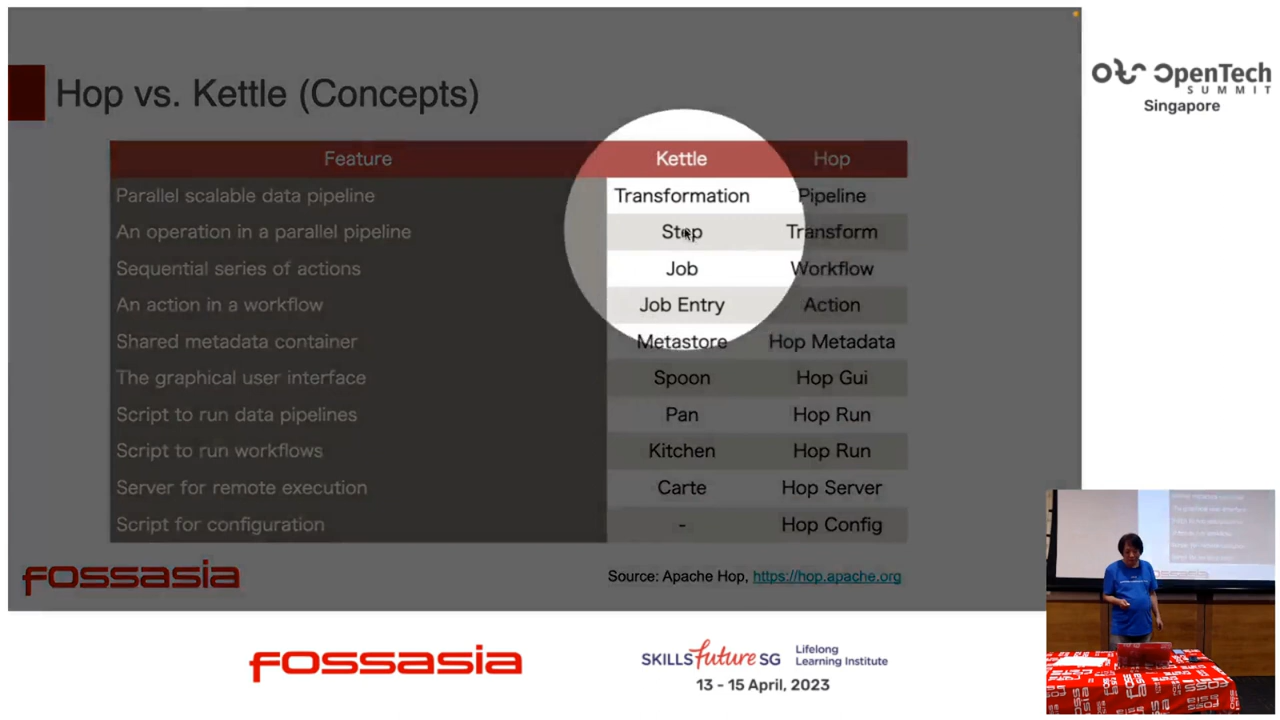 Hop vs. Kettle (Concepts)
Feature Kettle Hop
Parallel scalable data pipeline Transformation Pipeline
An operation in a parallel pipeline Step Transform
Sequential series of actions Job Workflow
An action in a workflow Job Entry Action
Shared metadata container Metastore Hop Metadata
The graphical user interface Spoon Hop Gui
Script to run data pipelines Pan Hop Run
Script to run workflows Kitchen Hop Run
Server for remote execution Carte Hop Server
Script for configuration - Hop Config
FOSSASIA
Source: Apache Hop, https://hop.apache.org
OpenTech
SUMMIT
Singapore
FOSSASIA
SKILLS future SG
Lifelong
Learning Institute
13 - 15 April, 2023